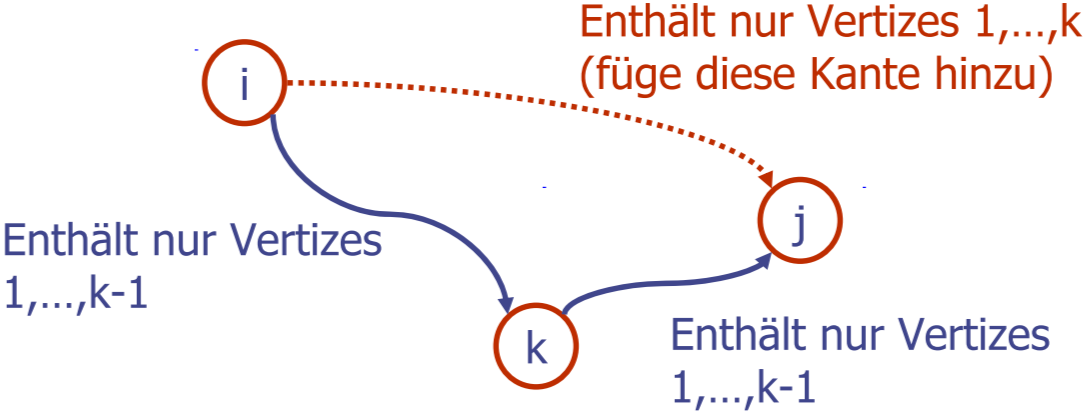 Enthält nur Vertizes 1,...,k
(füge diese Kante hinzu)
i
j
Enthält nur Vertizes
1,...,k-1
k
Enthält nur Vertizes
1,...,k-1